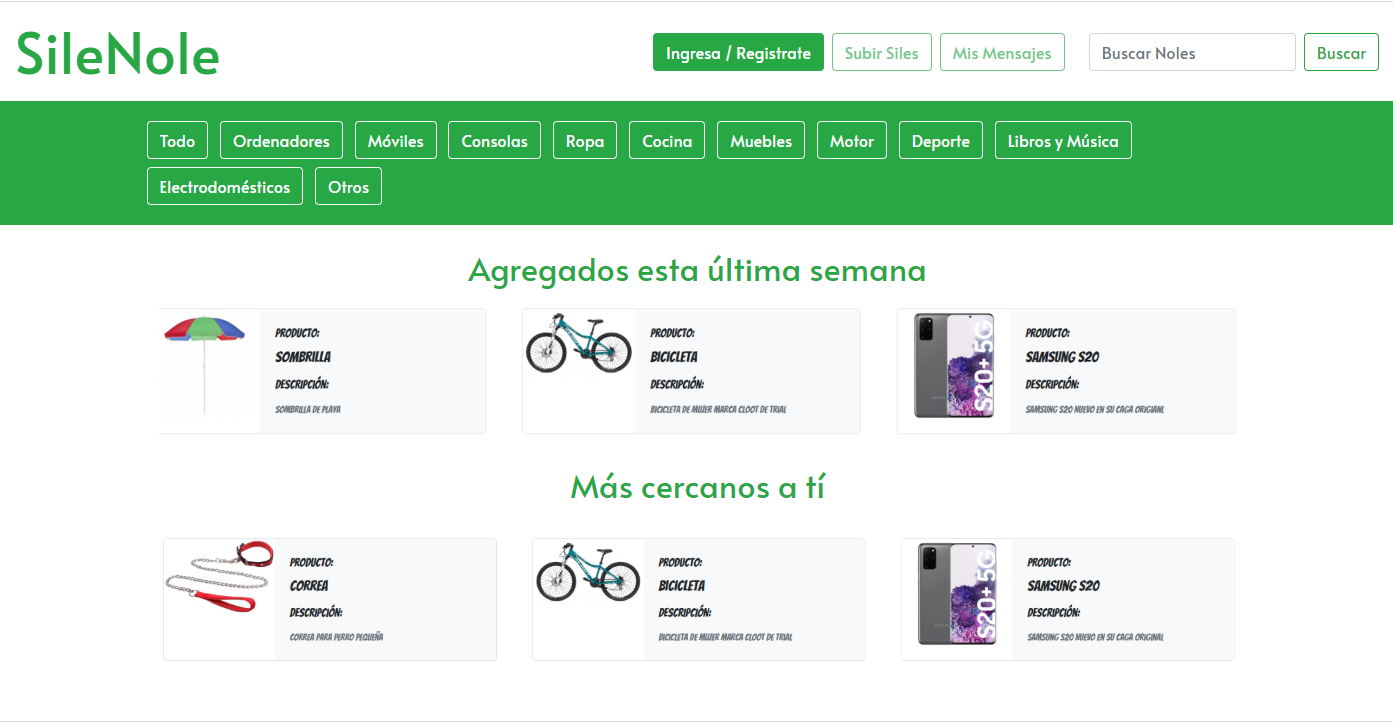 SileNole
Ingresa / Registrate
Subir Siles
Mis Mensajes
Buscar Noles
Buscar
Todo
Ordenadores
Móviles
Consolas
Ropa
Cocina
Muebles
Motor
Deporte
Libros y Música
Electrodomésticos
Otros
Agregados esta última semana
PRODUCTO:
SOMBRILLA
DESCRIPCIÓN:
SOMBRILLA DE PLAYA
PRODUCTO:
BICICLETA
DESCRIPCIÓN:
BICICLETA DE MUJER MARCA CLOOT DE TRIAL
S20+ 5G
PRODUCTO:
SAMSUNG S20
DESCRIPCIÓN:
SAMSUNG S20 NUEVO EN SU CAGA ORIGIANL
Más cercanos a tí
PRODUCTO:
CORREA
DESCRIPCIÓN:
CORREA PARA PERRO PEQUEÑA
PRODUCTO:
BICICLETA
DESCRIPCIÓN:
BICICLETA DE MUJER MARCA CLOOT DE TRIAL
S20+ 5G
PRODUCTO:
SAMSUNG S20
DESCRIPCIÓN:
SAMSUNG S20 NUEVO EN SU CAGA ORIGINAL